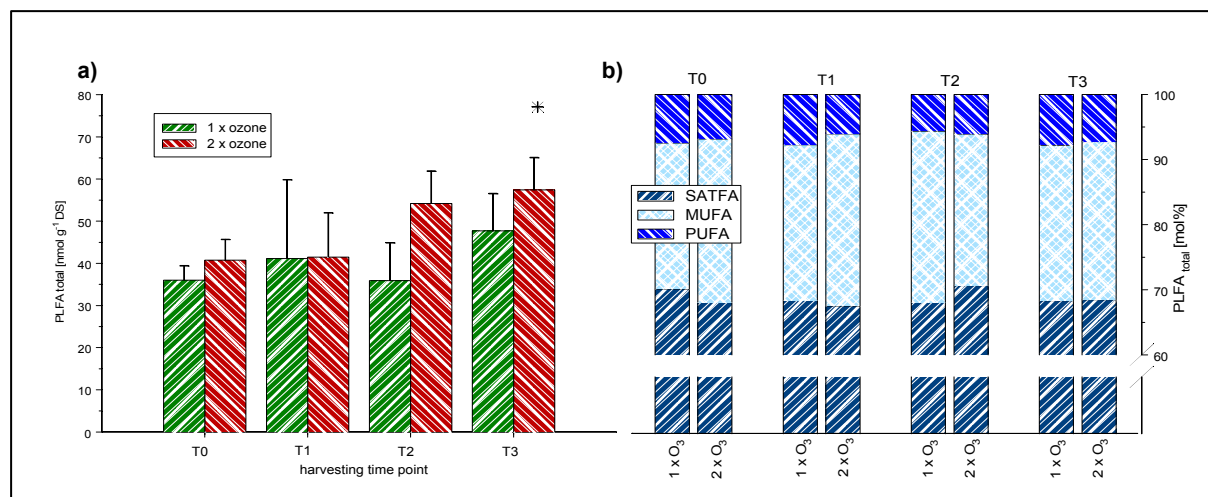 a)
80
70
60
50
40
30
20
10
0
PLFA total [nmol g-1 DS]
1 x ozone
2 x ozone
*
T0
T1
T2
T3
harvesting time point
b)
T0
T1
T2
T3
SATFA
MUFA
PUFA
100
90
80
70
60
PLFA total [mol%]
1 x O3
2 x O3
1 x O3
2 x O3
1 x O3
2 x O3
1 x O3
2 x O3